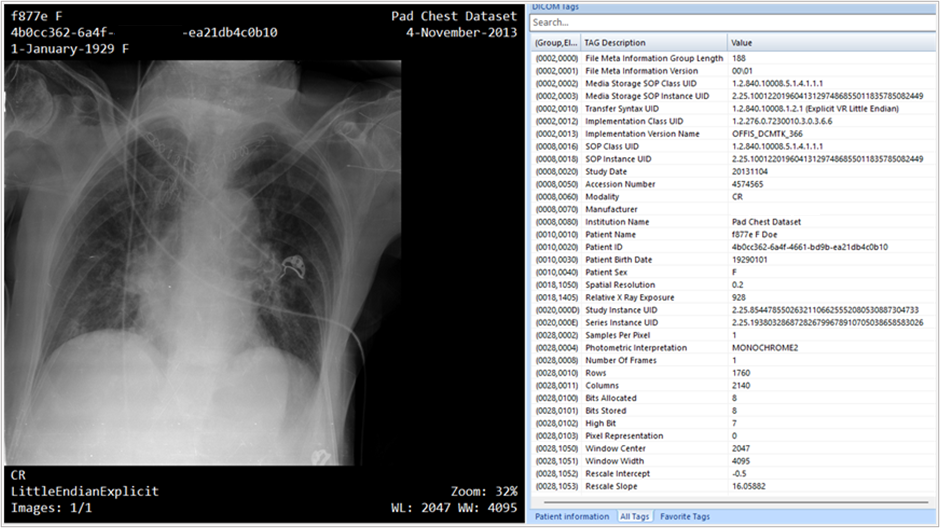 f877e F
4b0cc362-6a4f- -ea21db4c0b10
1-January-1929 F
Pad Chest Dataset
4-November-2013
CR
LittleEndianExplicit
Images: 1/1
Zoom: 32%
WL: 2047 WW: 4095
DICOM Tags
Search...
(Group,El... TAG Description Value
(0002,0000) File Meta Information Group Length 188
(0002,0001) File Meta Information Version 00\01
(0002,0002) Media Storage SOP Class UID 1.2.840.10008.5.1.4.1.1.1
(0002,0003) Media Storage SOP Instance UID 2.25.100122019604131297486855011835785082449
(0002,0010) Transfer Syntax UID 1.2.840.10008.1.2.1 (Explicit VR Little Endian)
(0002,0012) Implementation Class UID 1.2.276.0.7230010.3.0.3.6.6
(0002,0013) Implementation Version Name OFFIS_DCMTK_366
(0008,0016) SOP Class UID 1.2.840.10008.5.1.4.1.1.1
(0008,0018) SOP Instance UID 2.25.100122019604131297486855011835785082449
(0008,0020) Study Date 20131104
(0008,0050) Accession Number 4574565
(0008,0060) Modality CR
(0008,0070) Manufacturer
(0008,0080) Institution Name Pad Chest Dataset
(0010,0010) Patient Name f877e F Doe
(0010,0020) Patient ID 4b0cc362-6a4f-4661-bd9b-ea21db4c0b10
(0010,0030) Patient Birth Date 19290101
(0010,0040) Patient Sex F
(0018,1050) Spatial Resolution 0.2
(0018,1405) Relative X Ray Exposure 928
(0020,000D) Study Instance UID 2.25.85447855026321106625552080530887304733
(0020,000E) Series Instance UID 2.25.193803286872826799678910705038658583026
(0028,0002) Samples Per Pixel 1
(0028,0004) Photometric Interpretation MONOCHROME2
(0028,0008) Number Of Frames 1
(0028,0010) Rows 1760
(0028,0011) Columns 2140
(0028,0100) Bits Allocated 8
(0028,0101) Bits Stored 8
(0028,0102) High Bit 7
(0028,0103) Pixel Representation 0
(0028,1050) Window Center 2047
(0028,1051) Window Width 4095
(0028,1052) Rescale Intercept -0.5
(0028,1053) Rescale Slope 16.05882
Patient information All Tags Favorite Tags